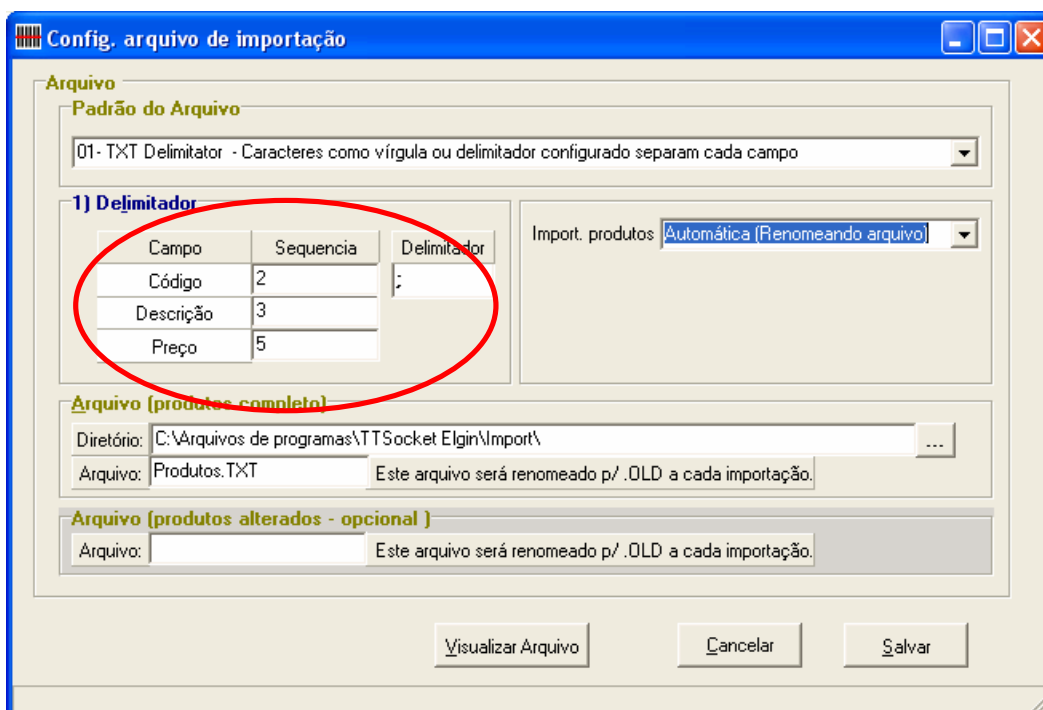 Config. arquivo de importação
Arquivo
Padrão do Arquivo
01- TXT Delimitator - Caracteres como vírgula ou delimitador configurado separam cada campo
1) Delimitador
Campo Sequencia Delimitador
Código 2 ;
Descrição 3
Preço 5
Import. produtos Automática (Renomeando arquivo)
Arquivo (produtos completo)
Diretório: C:\Arquivos de programas\TTSocket Elgin\Import\ ...
Arquivo: Produtos.TXT Este arquivo será renomeado p/ .OLD a cada importação.
Arquivo (produtos alterados - opcional )
Arquivo: Este arquivo será renomeado p/ .OLD a cada importação.
Visualizar Arquivo Cancelar Salvar